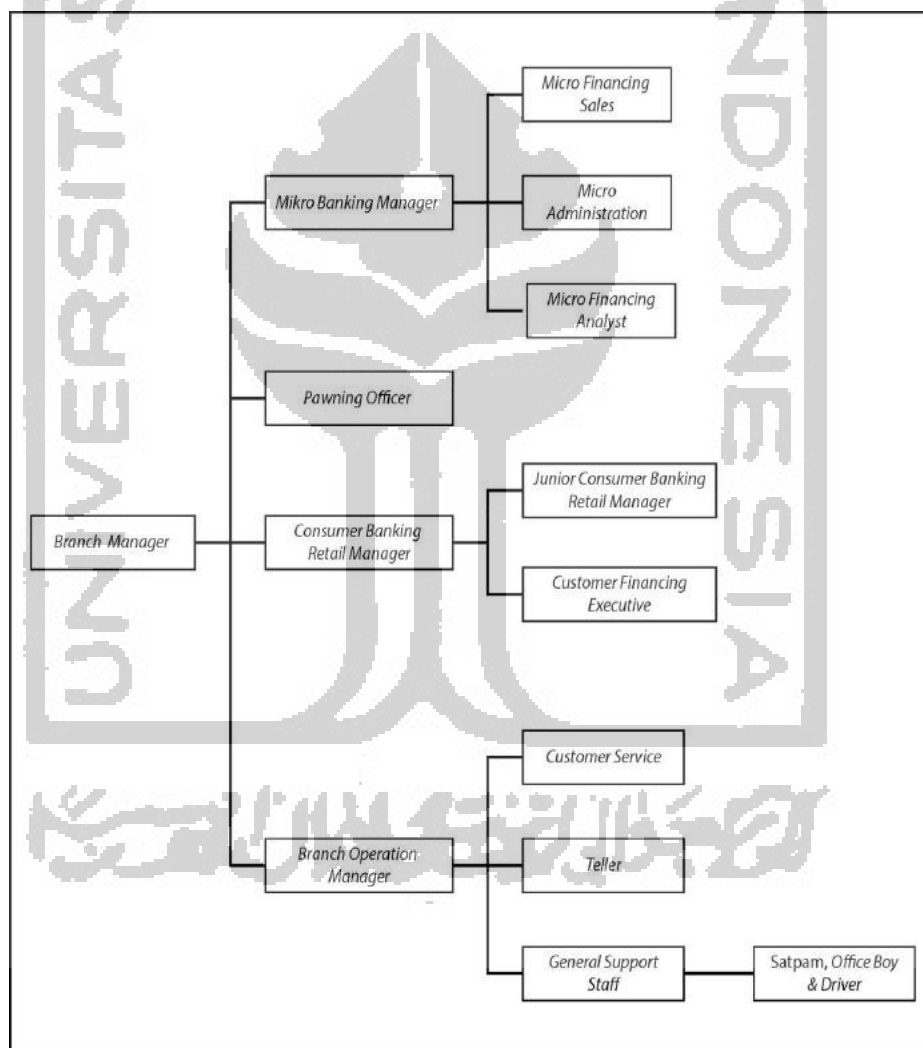 UNIVERSITAS
INDONESIA
Micro Financing
Sales
Mikro Banking Manager
Micro
Administration
Micro Financing
Analyst
Pawning Officer
Branch Manager
Consumer Banking
Retail Manager
Junior Consumer Banking
Retail Manager
Customer Financing
Executive
Customer Service
Branch Operation
Manager
Teller
General Support
Staff
Satpam, Office Boy
& Driver